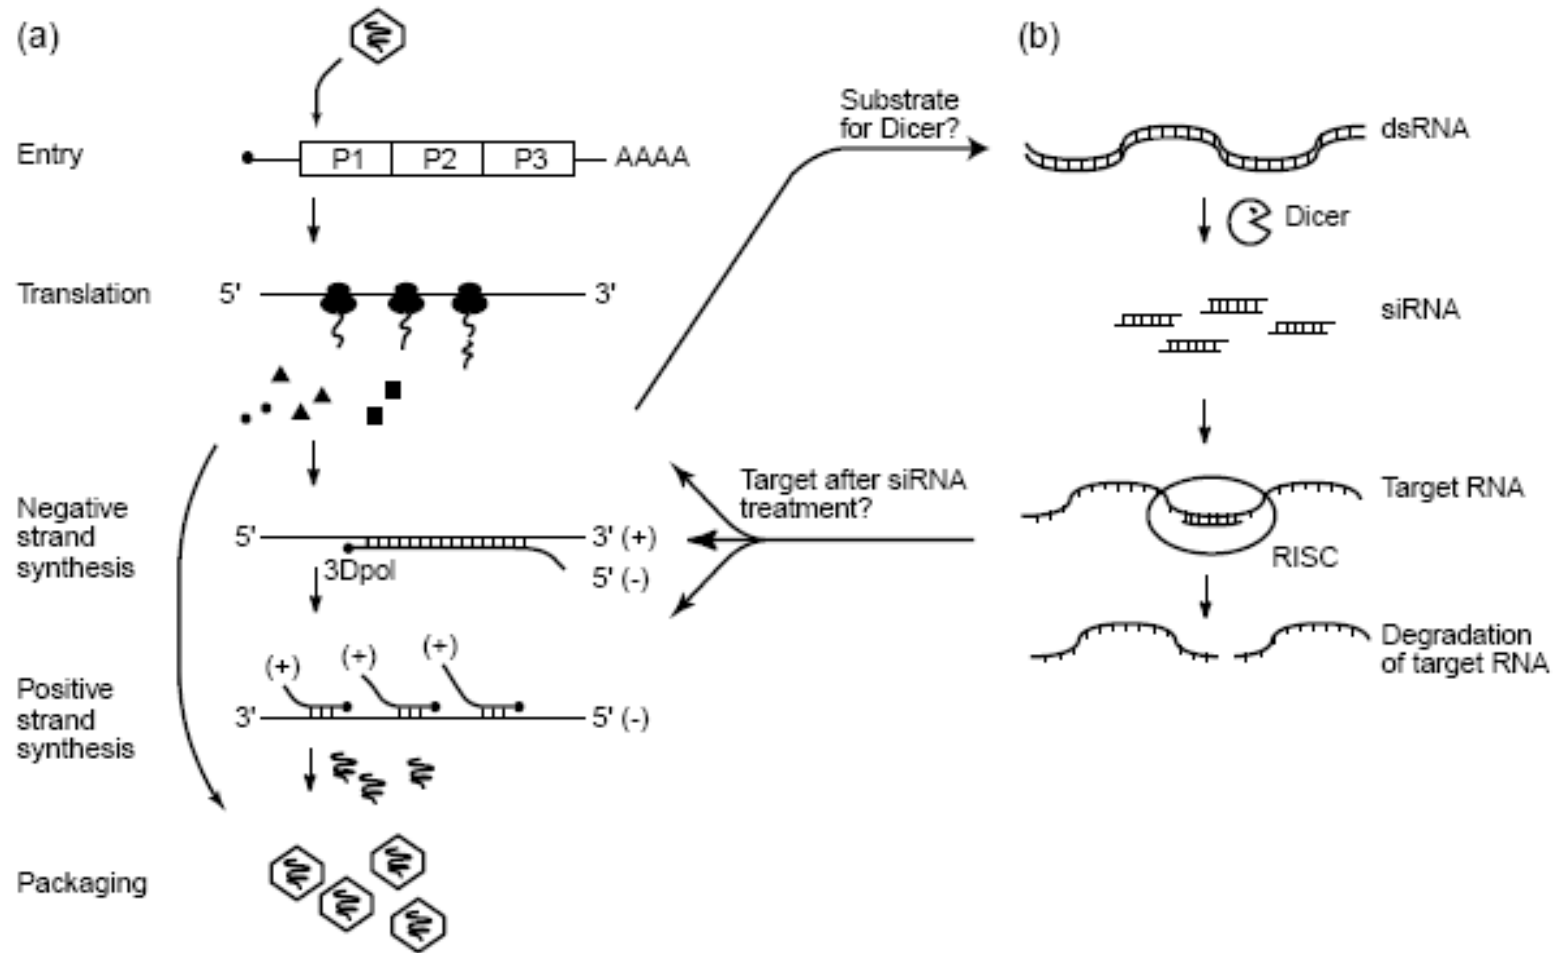 (a)
Entry
P1 P2 P3 AAAA
Translation
5' 3'
Negative
strand
synthesis
5' 3' (+)
3Dpol
5' (-)
Positive
strand
synthesis
(+) (+) (+)
3' 5' (-)
Packaging
Substrate
for Dicer?
Target after siRNA
treatment?
(b)
dsRNA
Dicer
siRNA
Target RNA
RISC
Degradation
of target RNA